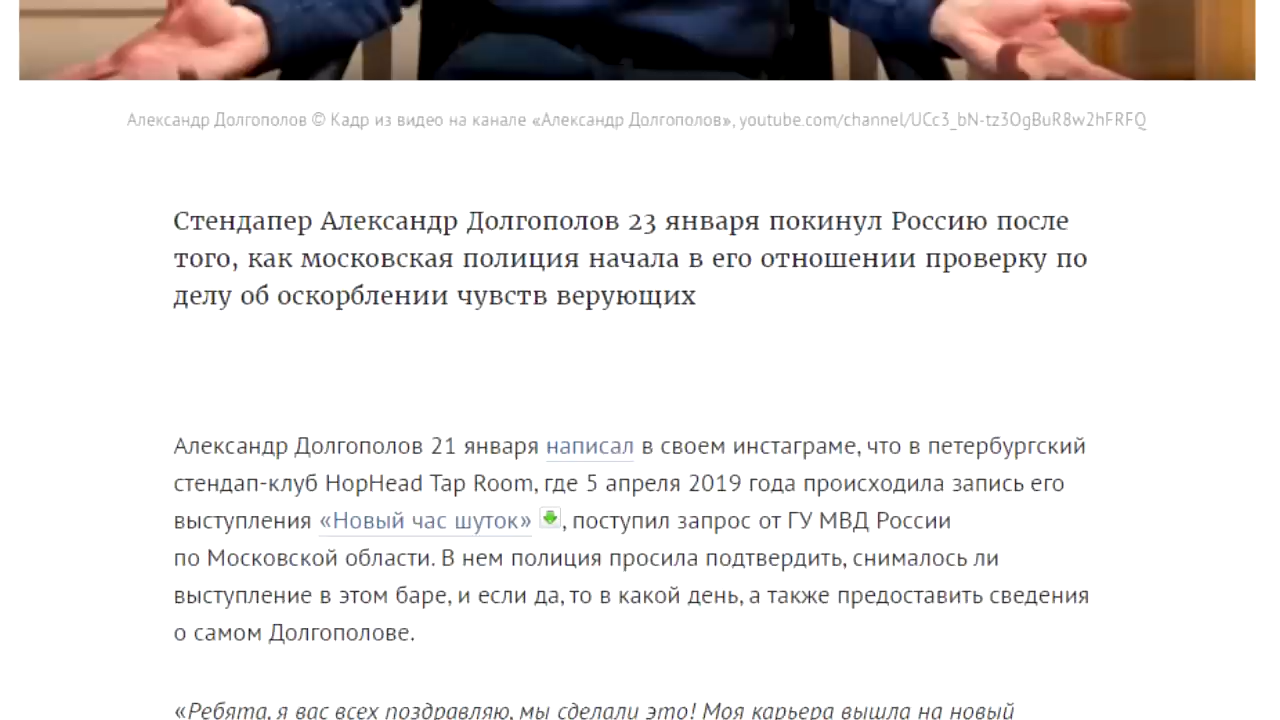 Александр Долгополов © Кадр из видео на канале «Александр Долгополов», youtube.com/channel/UCc3_bN-tz3OgBuR8w2hFRFQ
Стендапер Александр Долгополов 23 января покинул Россию после
того, как московская полиция начала в его отношении проверку по
делу об оскорблении чувств верующих
Александр Долгополов 21 января написал в своем инстаграме, что в петербургский
стендап-клуб HopHead Tap Room, где 5 апреля 2019 года происходила запись его
выступления «Новый час шуток» , поступил запрос от ГУ МВД России
по Московской области. В нем полиция просила подтвердить, снималось ли
выступление в этом баре, и если да, то в какой день, а также предоставить сведения
о самом Долгополове.
«Ребята, я вас всех поздравляю, мы сделали это! Моя карьера вышла на новый